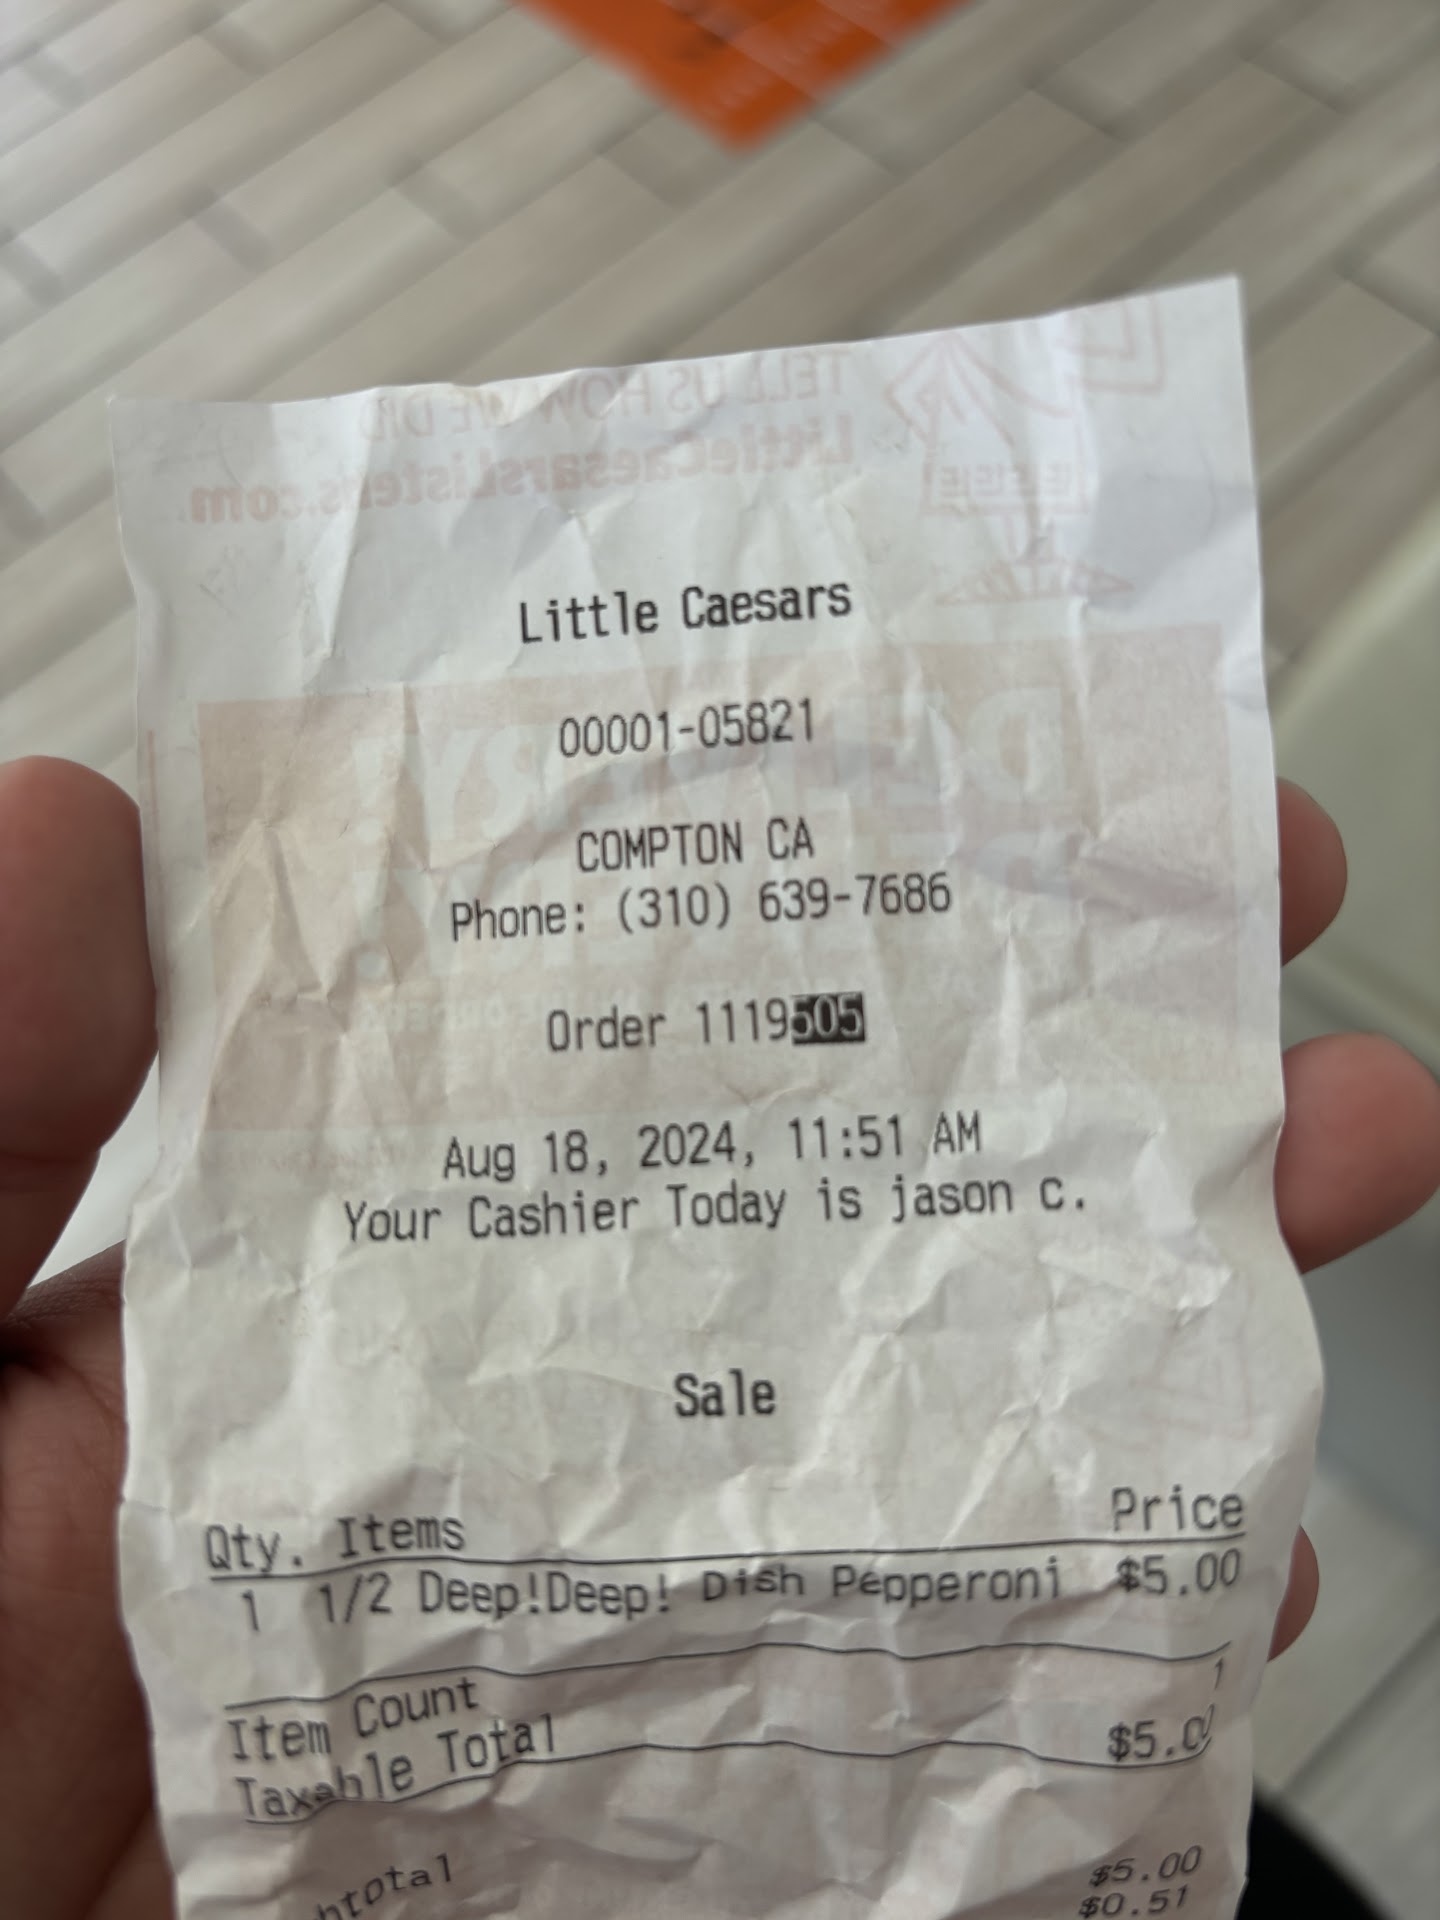 TELL US HOW WE DID
LittleCaesarsListens.com
Little Caesars
00001-05821
COMPTON CA
Phone: (310) 639-7686
Order 1119505
Aug 18, 2024, 11:51 AM
Your Cashier Today is jason c.
Sale
Qty. Items Price
1 1/2 Deep!Deep! Dish Pepperoni $5.00
Item Count 1
Taxable Total $5.00
$5.00
$0.51